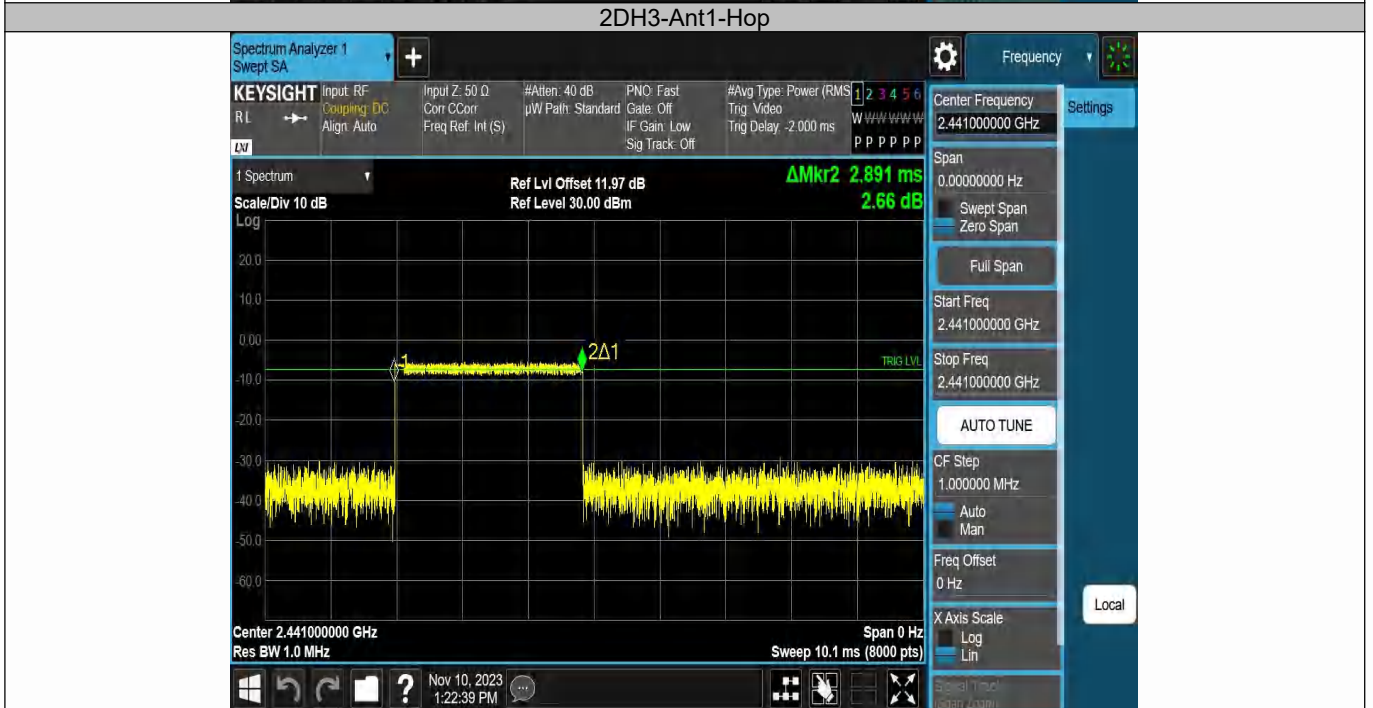 2DH3-Ant1-Hop
Spectrum Analyzer 1
Swept SA
Frequency
KEYSIGHT
RL
LXI
Input: RF
Coupling: DC
Align: Auto
Input Z: 50 Ω
Corr CCorr
Freq Ref: Int (S)
#Atten: 40 dB
µW Path: Standard
PNO: Fast
Gate: Off
IF Gain: Low
Sig Track: Off
#Avg Type: Power (RMS
Trig: Video
Trig Delay: -2.000 ms
1 2 3 4 5 6
W W W W W W
P P P P P P
1 Spectrum
Scale/Div 10 dB
Log
Ref Lvl Offset 11.97 dB
Ref Level 30.00 dBm
ΔMkr2 2.891 ms
2.66 dB
20.0
10.0
0.00
-10.0
-20.0
-30.0
-40.0
-50.0
-60.0
1
2Δ1
TRIG LVL
Center 2.441000000 GHz
Res BW 1.0 MHz
Span 0 Hz
Sweep 10.1 ms (8000 pts)
Center Frequency
2.441000000 GHz
Settings
Span
0.00000000 Hz
Swept Span
Zero Span
Full Span
Start Freq
2.441000000 GHz
Stop Freq
2.441000000 GHz
AUTO TUNE
CF Step
1.000000 MHz
Auto
Man
Freq Offset
0 Hz
X Axis Scale
Log
Lin
Local
Signal Track
(Span Zoom)
Nov 10, 2023
1:22:39 PM